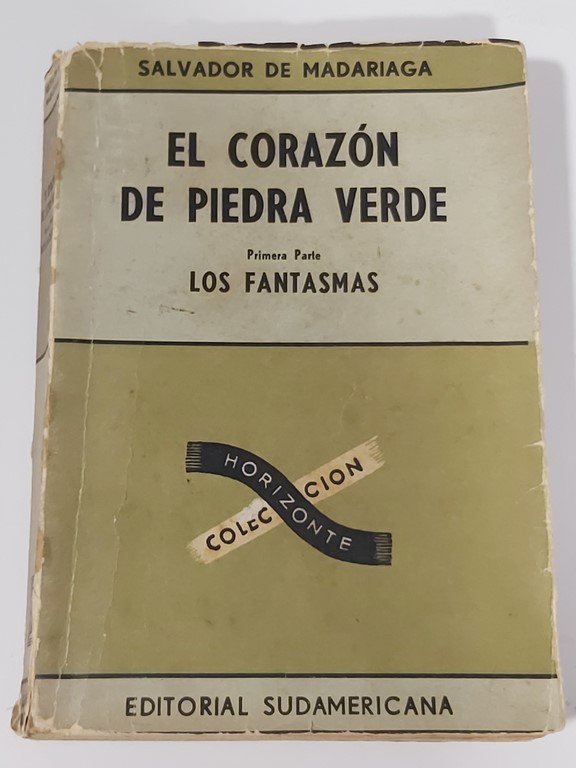 SALVADOR DE MADARIAGA
EL CORAZÓN
DE PIEDRA VERDE
Primera Parte
LOS FANTASMAS
COLECCION
HORIZONTE
EDITORIAL SUDAMERICANA